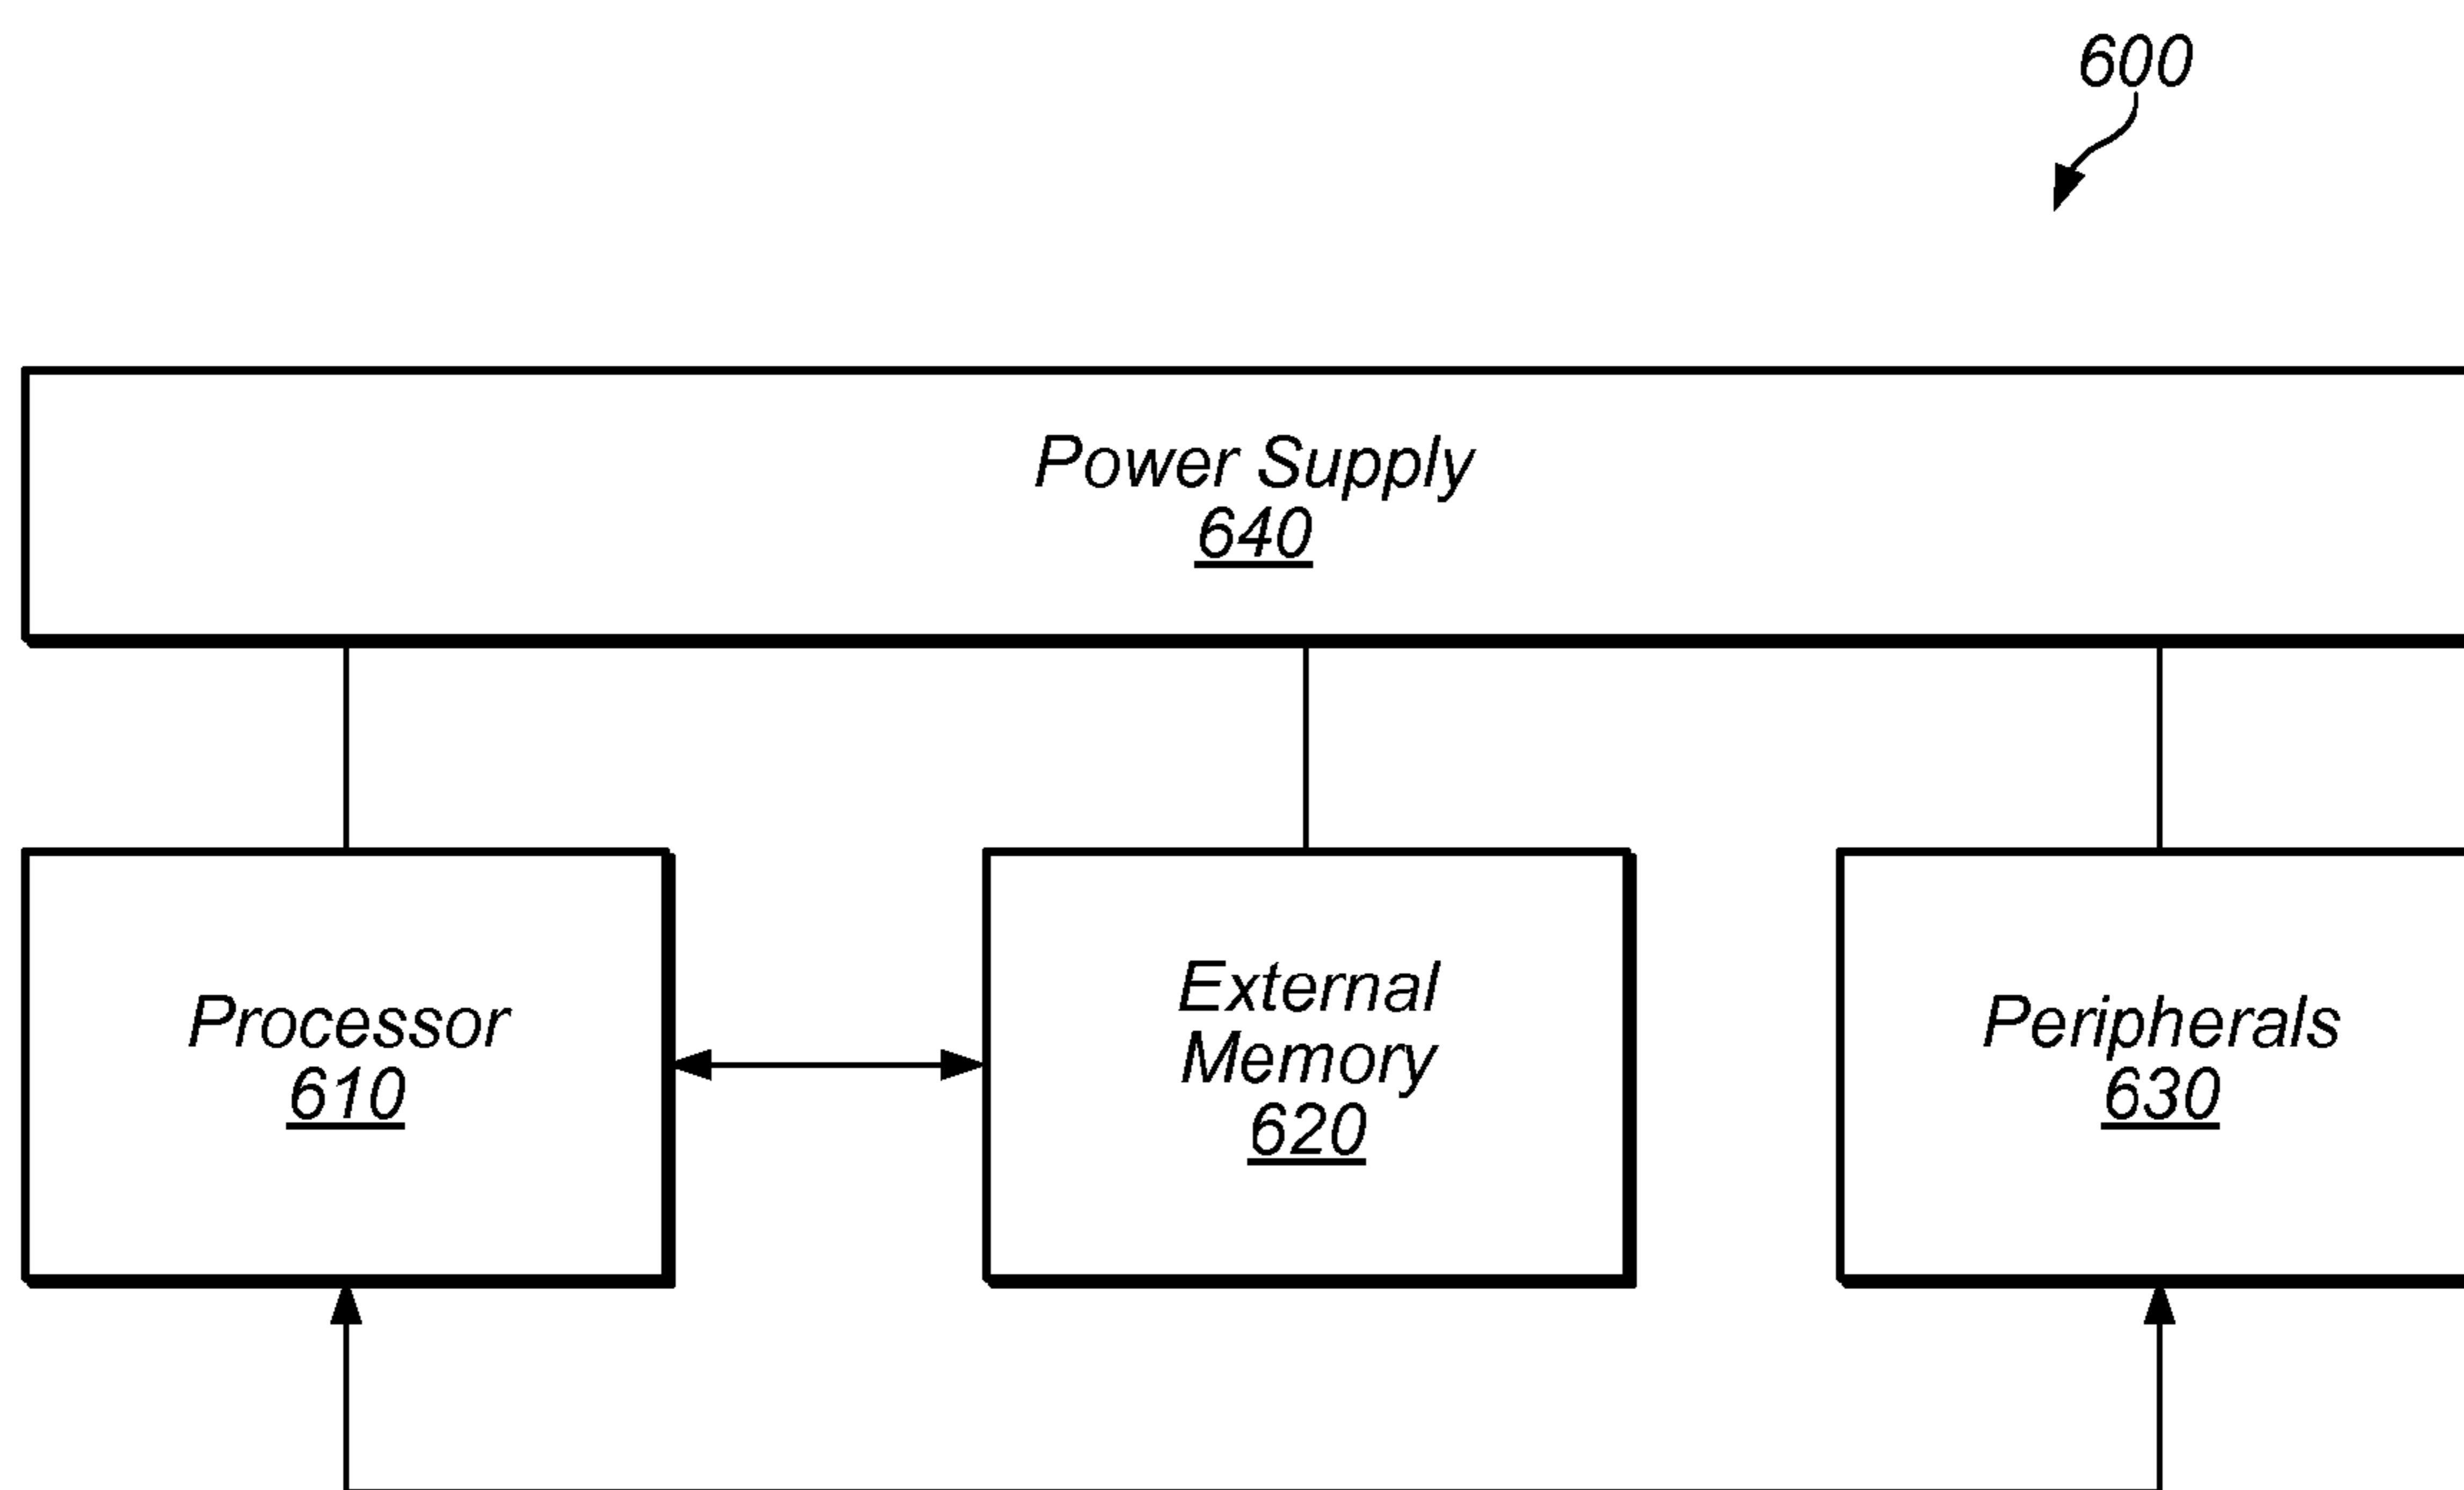 600
Power Supply
640
Processor
610
External
Memory
620
Peripherals
630